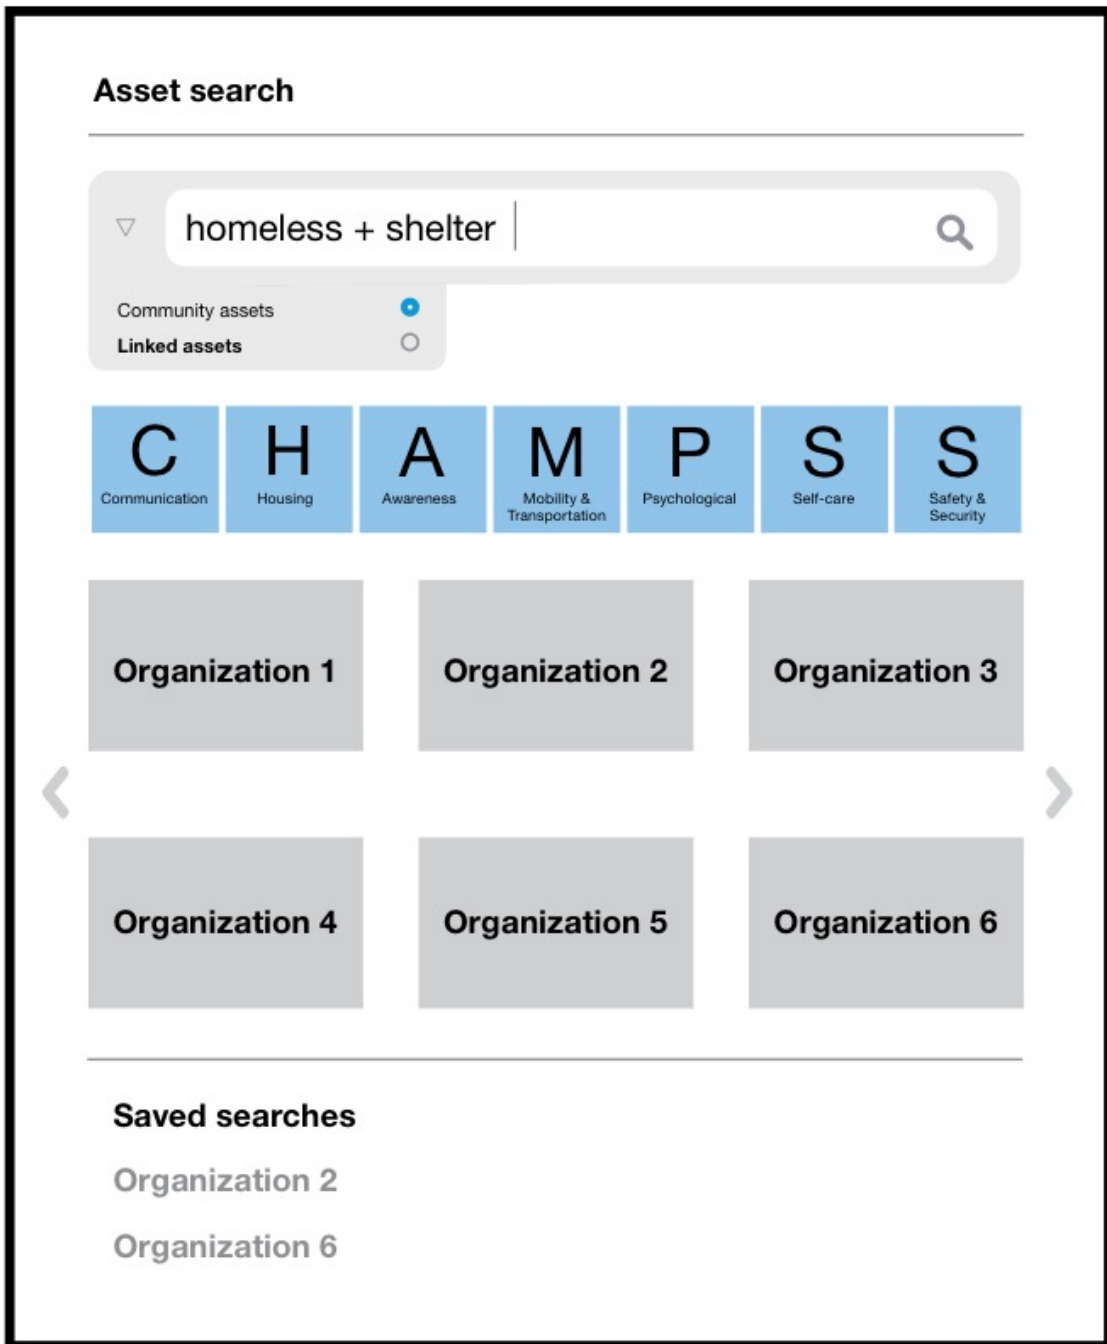 Asset search
homeless + shelter
Community assets
Linked assets
C H A M P S S
Communication Housing Awareness Mobility & Transportation Psychological Self-care Safety & Security
Organization 1 Organization 2 Organization 3
Organization 4 Organization 5 Organization 6
Saved searches
Organization 2
Organization 6